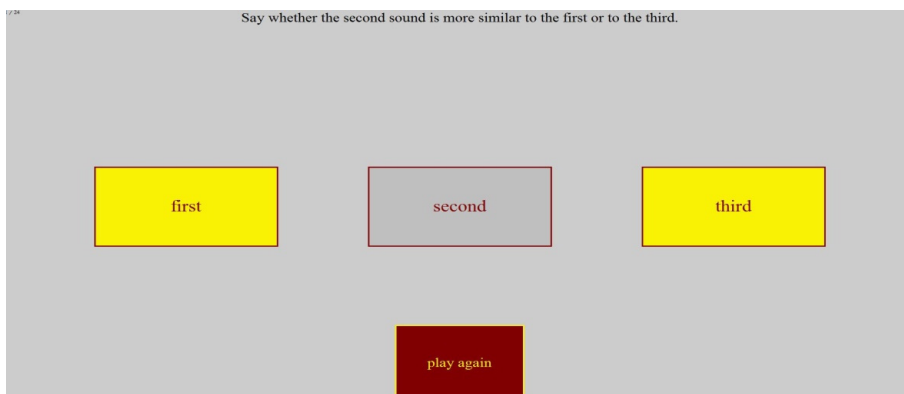 / 24
Say whether the second sound is more similar to the first or to the third.
first
second
third
play again